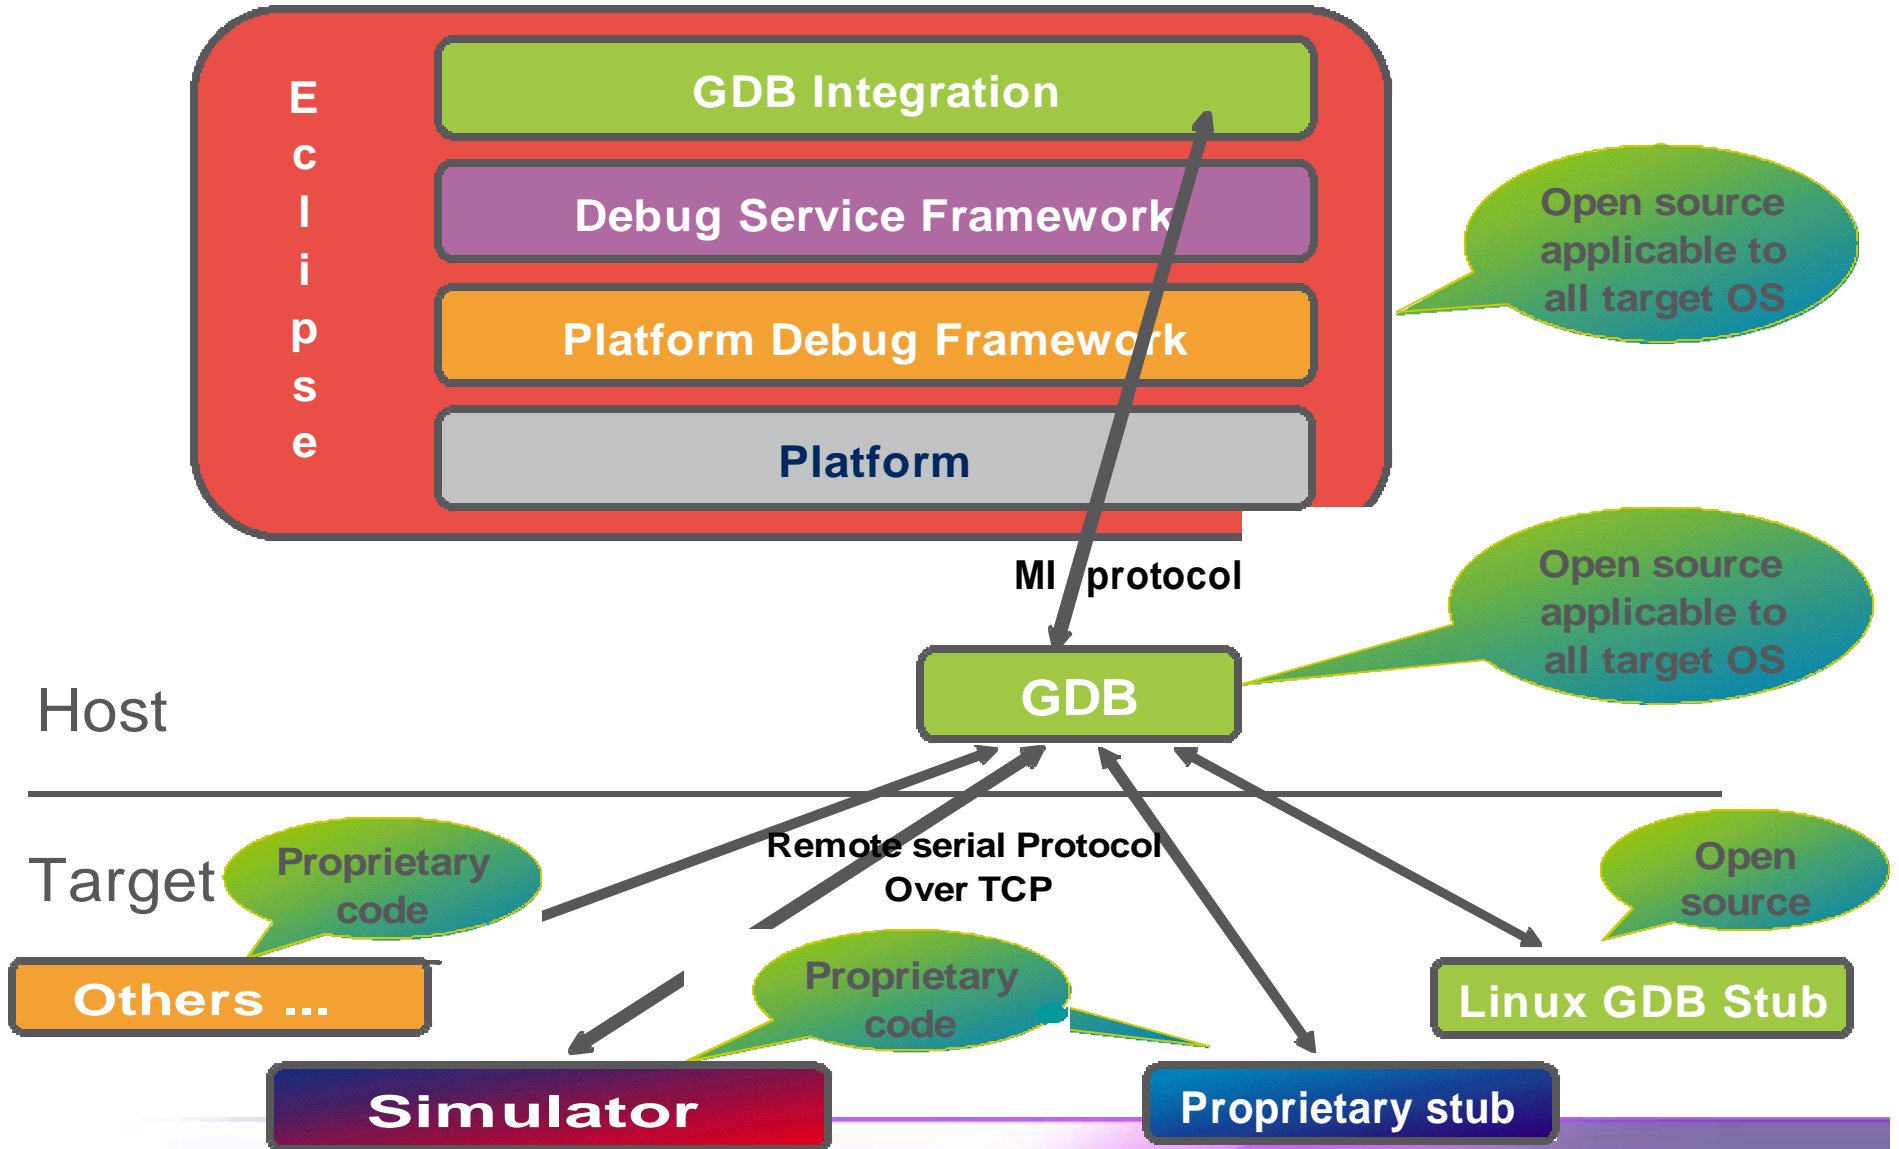 Eclipse
GDB Integration
Debug Service Framework
Platform Debug Framework
Platform
Open source
applicable to
all target OS
MI protocol
Open source
applicable to
all target OS
GDB
Host
Target
Proprietary
code
Remote serial Protocol
Over TCP
Open
source
Others ...
Proprietary
code
Linux GDB Stub
Simulator
Proprietary stub